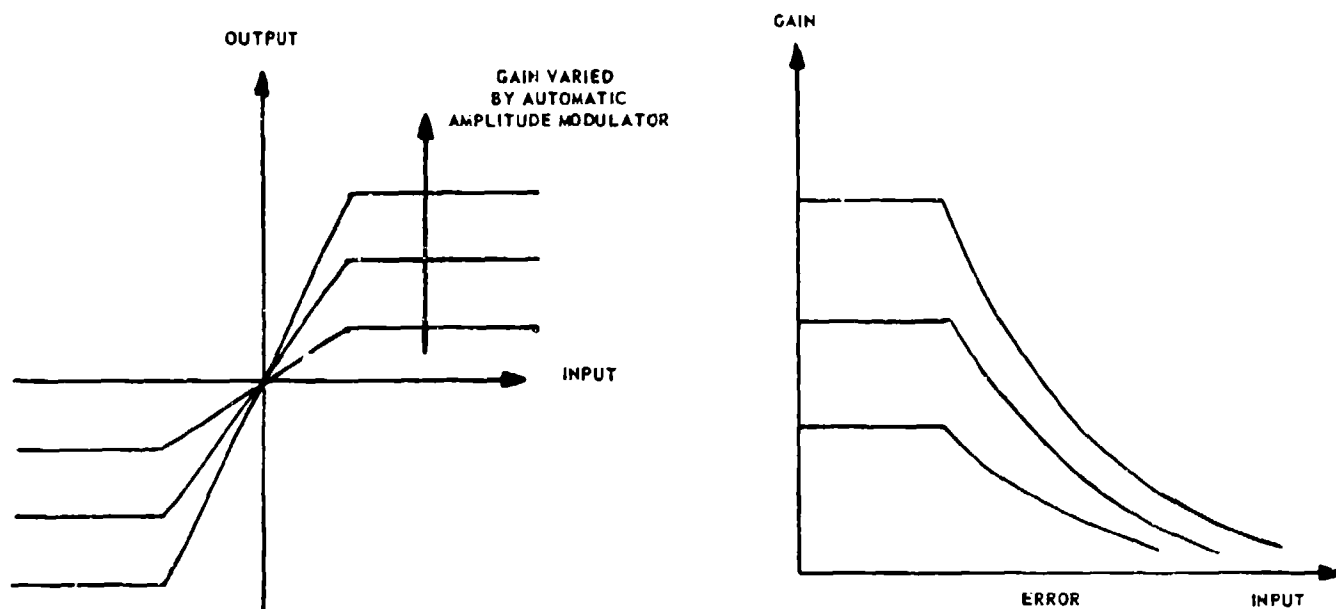 OUTPUT
GAIN VARIED
BY AUTOMATIC
AMPLITUDE MODULATOR
INPUT
GAIN
ERROR
INPUT